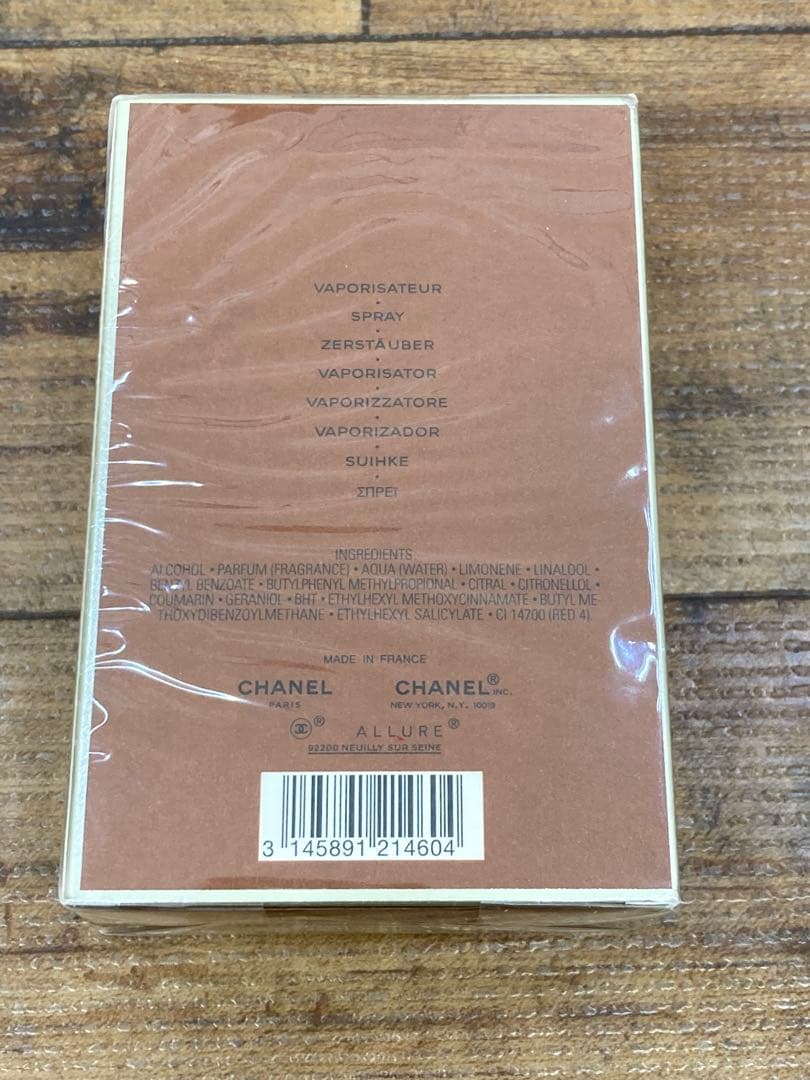 VAPORISATEUR
•
SPRAY
•
ZERSTÄUBER
•
VAPORISATOR
•
VAPORIZZATORE
•
VAPORIZADOR
•
SUIHKE
•
ΣΠΡΕΪ
INGREDIENTS:
ALCOHOL • PARFUM (FRAGRANCE) • AQUA (WATER) • LIMONENE • LINALOOL •
BENZYL BENZOATE • BUTYLPHENYL METHYLPROPIONAL • CITRAL • CITRONELLOL •
COUMARIN • GERANIOL • BHT • ETHYLHEXYL METHOXYCINNAMATE • BUTYL ME-
THOXYDIBENZOYLMETHANE • ETHYLHEXYL SALICYLATE • CI 14700 (RED 4)
MADE IN FRANCE
CHANEL CHANEL® INC.
PARIS NEW YORK, N.Y. 10019
® ALLURE®
92200 NEUILLY SUR SEINE
3 145891 214604